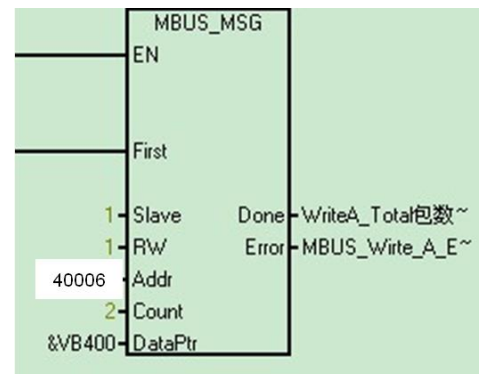 MBUS_MSG
EN
First
1 Slave Done WriteA_Total包数~
1 RW Error MBUS_Wirte_A_E~
40006 Addr
2 Count
&VB400 DataPtr